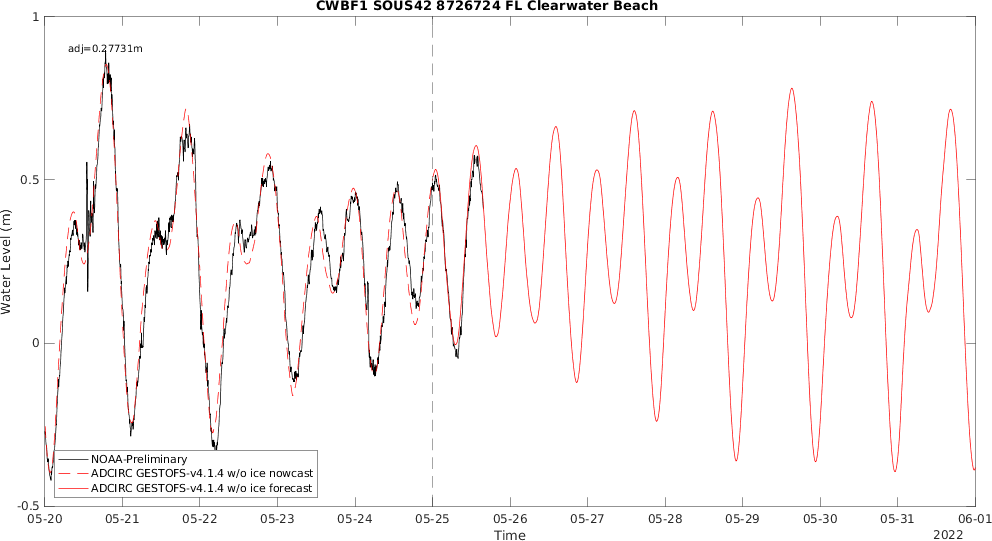 CWBF1 SOUS42 8726724 FL Clearwater Beach
adj=0.27731m
1
0.5
0
-0.5
Water Level (m)
NOAA-Preliminary
ADCIRC GESTOFS-v4.1.4 w/o ice nowcast
ADCIRC GESTOFS-v4.1.4 w/o ice forecast
05-20 05-21 05-22 05-23 05-24 05-25 05-26 05-27 05-28 05-29 05-30 05-31 06-01
Time
2022